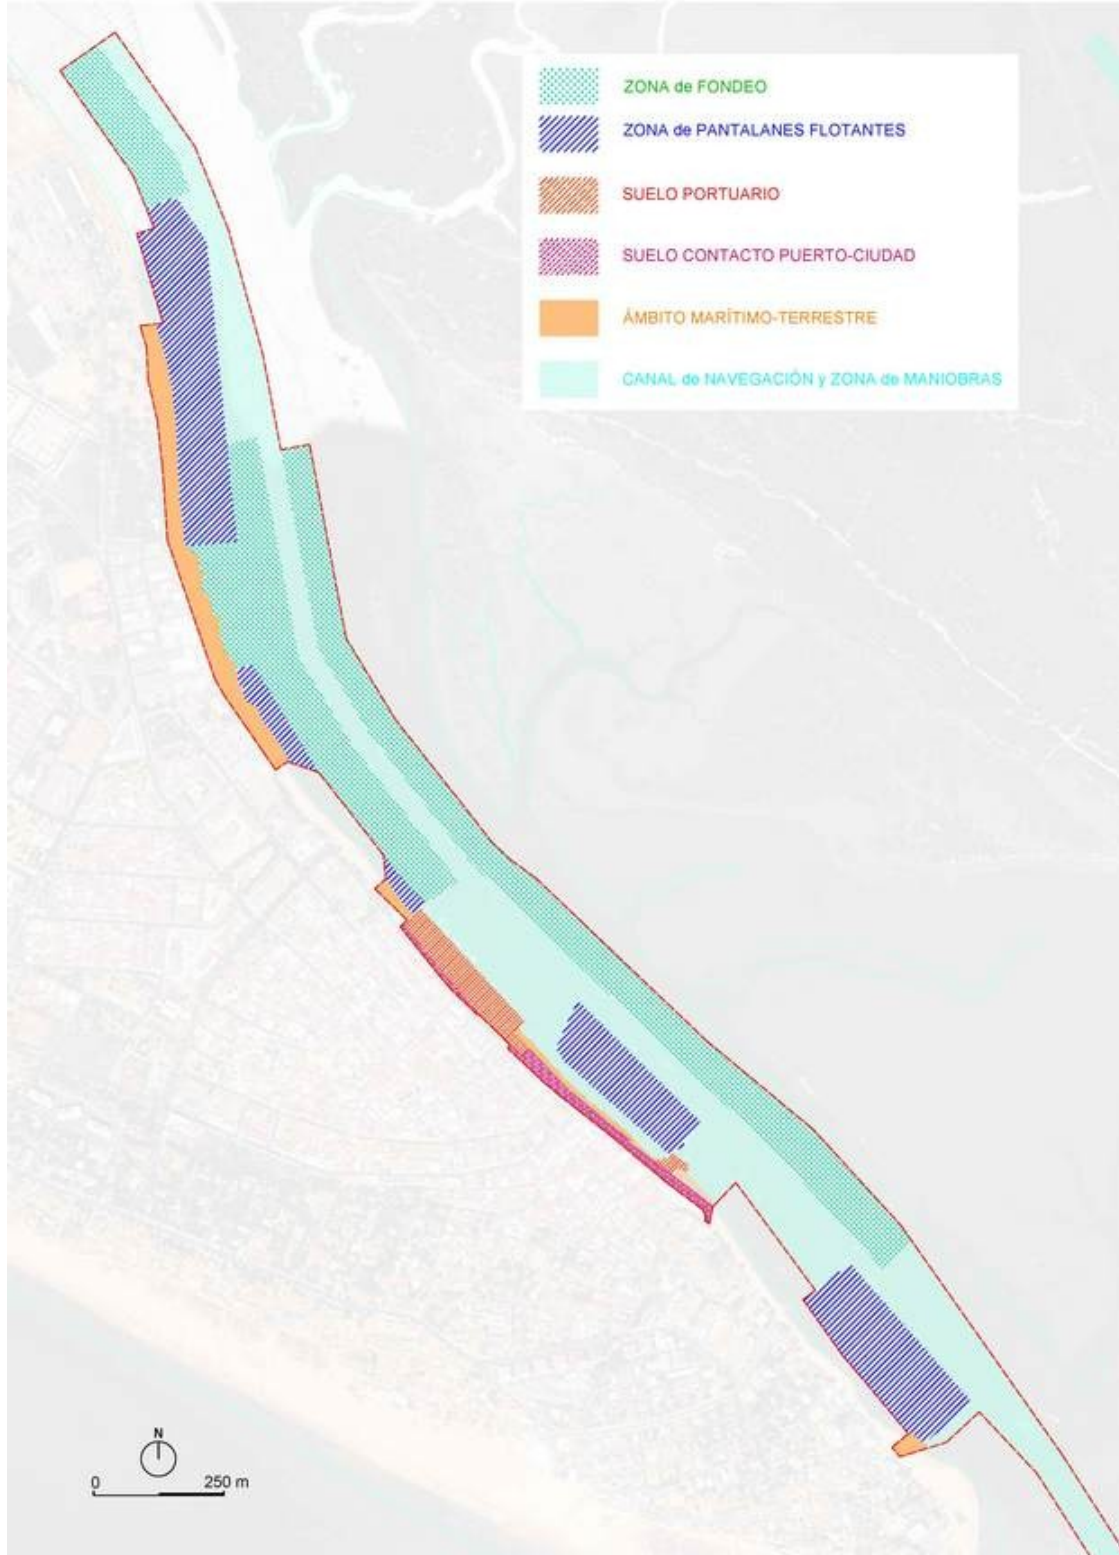 ZONA de FONDEO
ZONA de PANTALANES FLOTANTES
SUELO PORTUARIO
SUELO CONTACTO PUERTO-CIUDAD
ÁMBITO MARÍTIMO-TERRESTRE
CANAL de NAVEGACIÓN y ZONA de MANIOBRAS
N
0 250 m